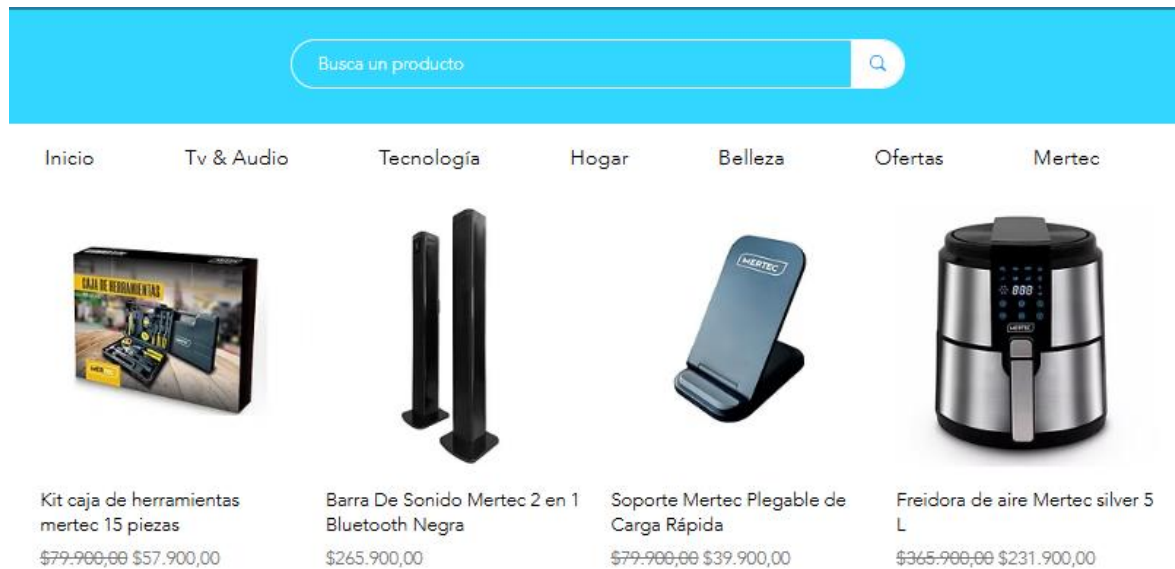 Busca un producto
Inicio Tv & Audio Tecnología Hogar Belleza Ofertas Mertec
CAJA DE HERRAMIENTAS
MERTEC
MERTEC
888
MERTEC
Kit caja de herramientas
mertec 15 piezas
$79.900,00 $57.900,00
Barra De Sonido Mertec 2 en 1
Bluetooth Negra
$265.900,00
Soporte Mertec Plegable de
Carga Rápida
$79.900,00 $39.900,00
Freidora de aire Mertec silver 5
L
$365.900,00 $231.900,00